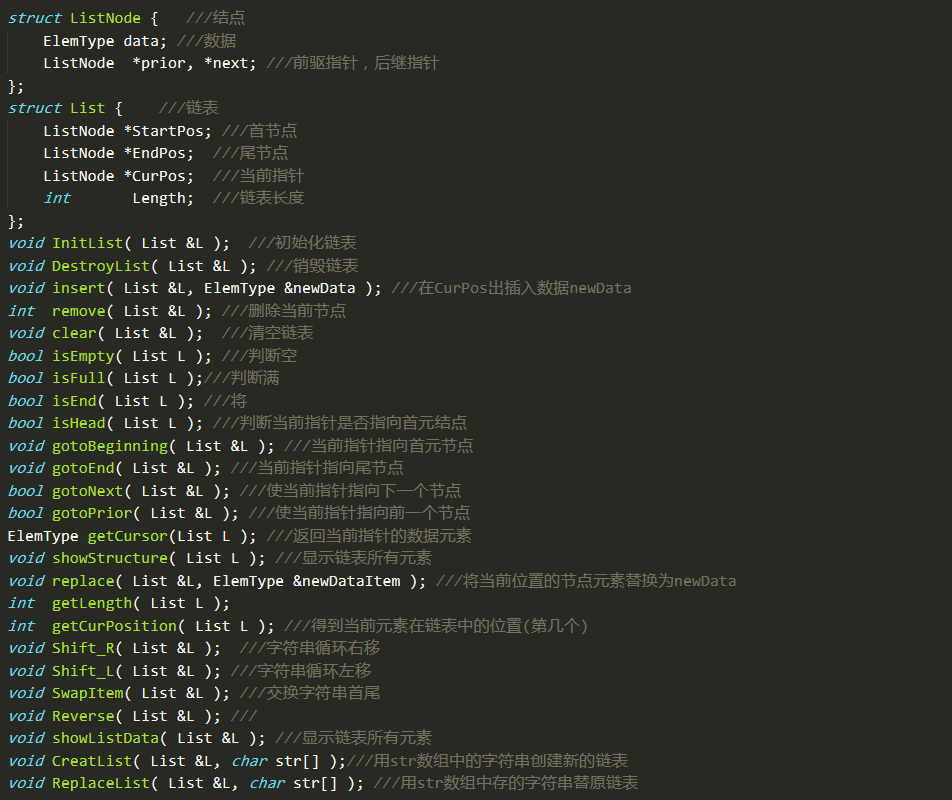 struct ListNode {   ///结点
    ElemType data; ///数据
    ListNode  *prior, *next; ///前驱指针，后继指针
};
struct List {    ///链表
    ListNode *StartPos; ///首节点
    ListNode *EndPos;  ///尾节点
    ListNode *CurPos;  ///当前指针
    int       Length;  ///链表长度
};
void InitList( List &L );  ///初始化链表
void DestroyList( List &L ); ///销毁链表
void insert( List &L, ElemType &newData ); ///在CurPos出插入数据newData
int  remove( List &L ); ///删除当前节点
void clear( List &L );  ///清空链表
bool isEmpty( List L ); ///判断空
bool isFull( List L );///判断满
bool isEnd( List L ); ///将
bool isHead( List L ); ///判断当前指针是否指向首元结点
void gotoBeginning( List &L ); ///当前指针指向首元节点
void gotoEnd( List &L ); ///当前指针指向尾节点
bool gotoNext( List &L ); ///使当前指针指向下一个节点
bool gotoPrior( List &L ); ///使当前指针指向前一个节点
ElemType getCursor(List L ); ///返回当前指针的数据元素
void showStructure( List L ); ///显示链表所有元素
void replace( List &L, ElemType &newDataItem ); ///将当前位置的节点元素替换为newData
int  getLength( List L );
int  getCurPosition( List L ); ///得到当前元素在链表中的位置(第几个)
void Shift_R( List &L );  ///字符串循环右移
void Shift_L( List &L ); ///字符串循环左移
void SwapItem( List &L ); ///交换字符串首尾
void Reverse( List &L ); ///
void showListData( List &L ); ///显示链表所有元素
void CreatList( List &L, char str[] );///用str数组中的字符串创建新的链表
void ReplaceList( List &L, char str[] ); ///用str数组中存的字符串替原链表